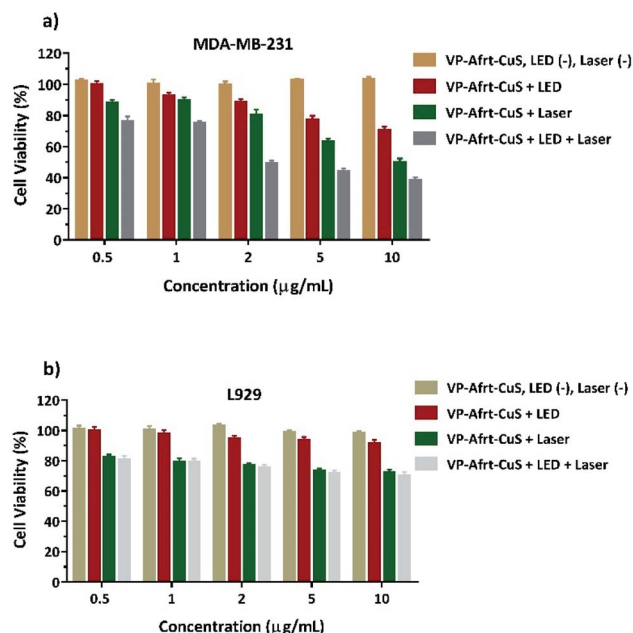 a)
MDA-MB-231
Cell Viability (%)
120
100
80
60
40
20
0
0.5 1 2 5 10
Concentration (μg/mL)
VP-Afrt-CuS, LED (-), Laser (-)
VP-Afrt-CuS + LED
VP-Afrt-CuS + Laser
VP-Afrt-CuS + LED + Laser
b)
L929
Cell Viability (%)
120
100
80
60
40
20
0
0.5 1 2 5 10
Concentration (μg/mL)
VP-Afrt-CuS, LED (-), Laser (-)
VP-Afrt-CuS + LED
VP-Afrt-CuS + Laser
VP-Afrt-CuS + LED + Laser